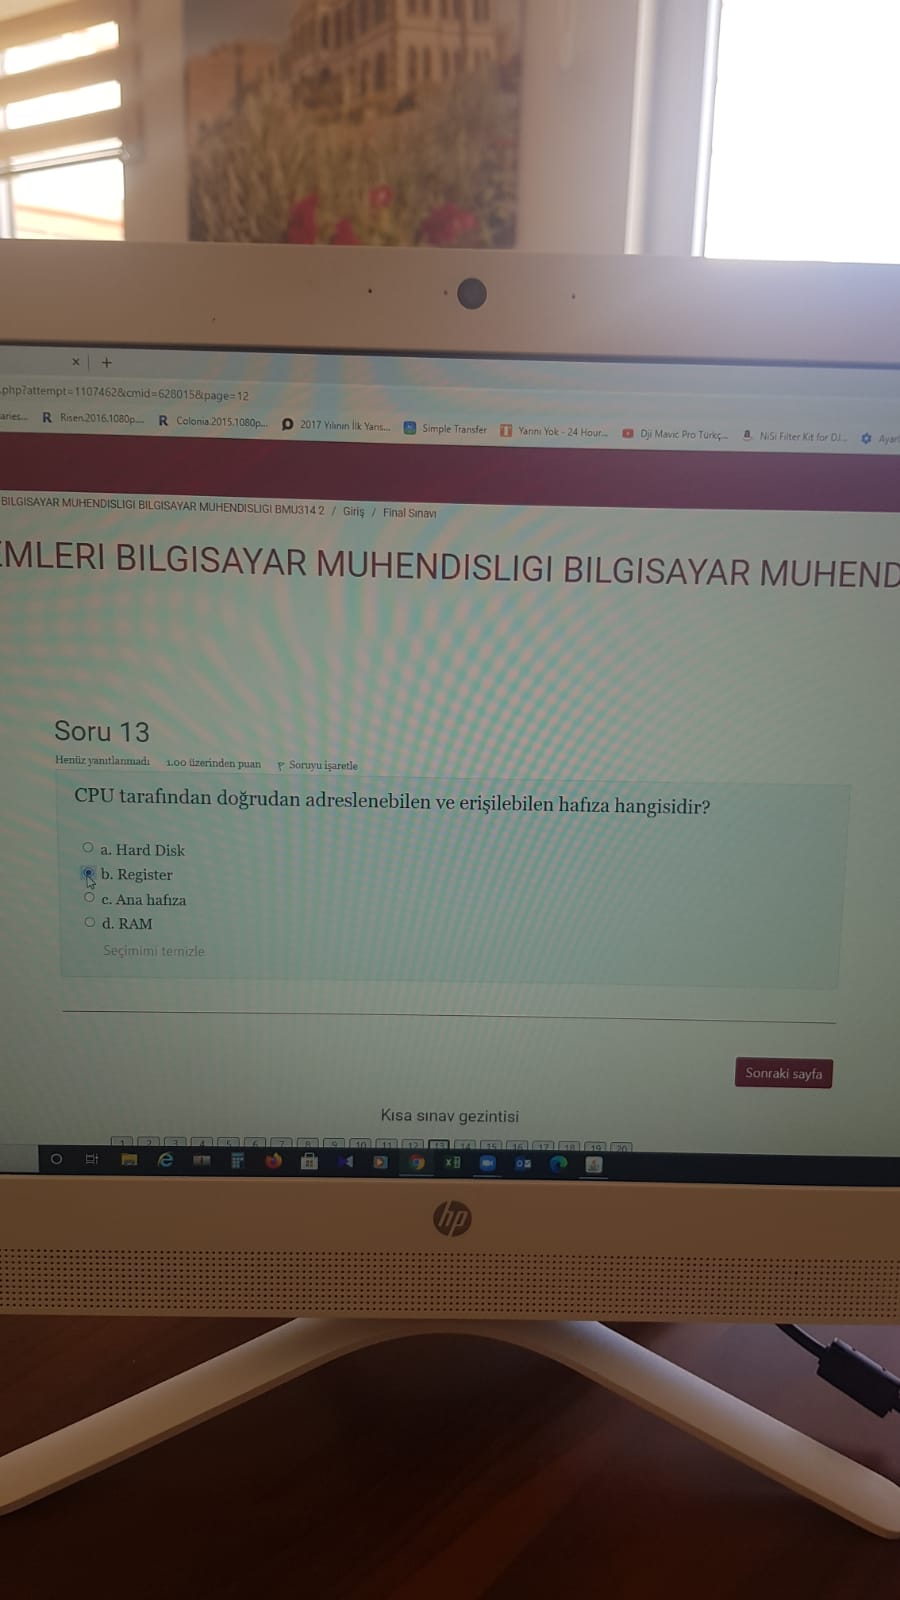 × +
.php?attempt=1107462&cmid=628015&page=12
aries... Risen.2016.1080p.... Colonia.2015.1080p... 2017 Yılının İlk Yarıs... Simple Transfer Yarını Yok - 24 Hour... Dji Mavic Pro Türkç... NiSi Filter Kit for DJ... Ayarl
BILGISAYAR MUHENDISLIGI BILGISAYAR MUHENDISLIGI BMU314 2 / Giriş / Final Sınavı
EMLERI BILGISAYAR MUHENDISLIGI BILGISAYAR MUHEND
Soru 13
Henüz yanıtlanmadı 1.00 üzerinden puan Soruyu işaretle
CPU tarafından doğrudan adreslenebilen ve erişilebilen hafıza hangisidir?
a. Hard Disk
b. Register
c. Ana hafıza
d. RAM
Seçimimi temizle
Sonraki sayfa
Kısa sınav gezintisi
1 2 3 4 5 6 7 8 9 10 11 12 13 14 15 16 17 18 19 20
hp